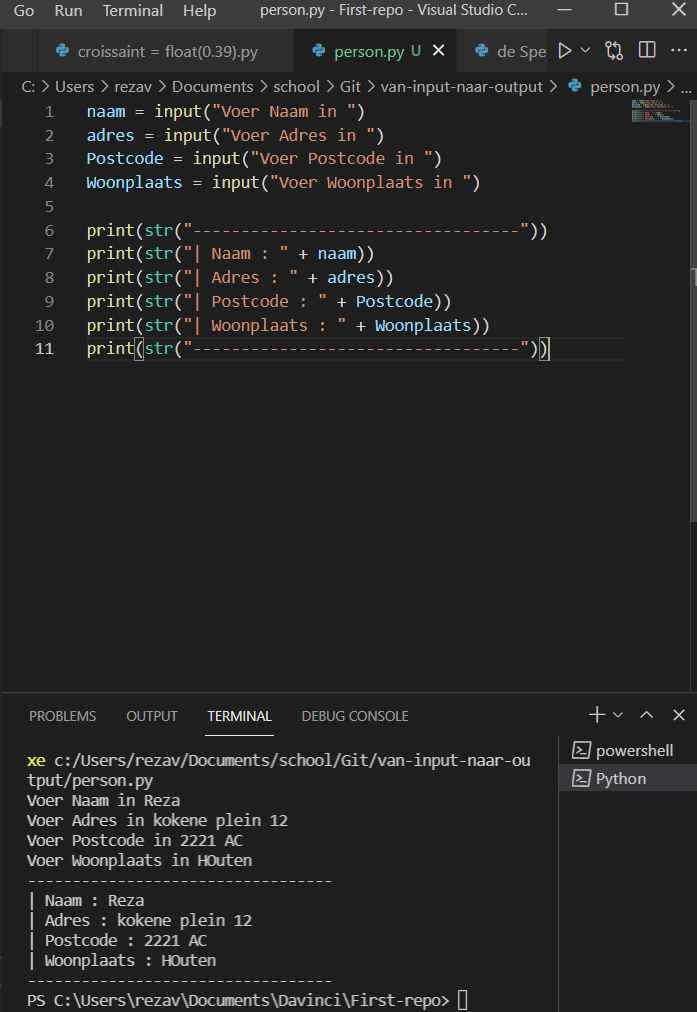 Go Run Terminal Help person.py - First-repo - Visual Studio C...
croissaint = float(0.39).py person.py U de Spe
C: > Users > rezav > Documents > school > Git > van-input-naar-output > person.py > ...
1 naam = input("Voer Naam in ")
2 adres = input("Voer Adres in ")
3 Postcode = input("Voer Postcode in ")
4 Woonplaats = input("Voer Woonplaats in ")
5
6 print(str("----------------------------------"))
7 print(str("| Naam : " + naam))
8 print(str("| Adres : " + adres))
9 print(str("| Postcode : " + Postcode))
10 print(str("| Woonplaats : " + Woonplaats))
11 print(str("----------------------------------"))
PROBLEMS OUTPUT TERMINAL DEBUG CONSOLE
powershell
Python
xe c:/Users/rezav/Documents/school/Git/van-input-naar-ou
tput/person.py
Voer Naam in Reza
Voer Adres in kokene plein 12
Voer Postcode in 2221 AC
Voer Woonplaats in HOuten
----------------------------------
| Naam : Reza
| Adres : kokene plein 12
| Postcode : 2221 AC
| Woonplaats : HOuten
----------------------------------
PS C:\Users\rezav\Documents\Davinci\First-repo>